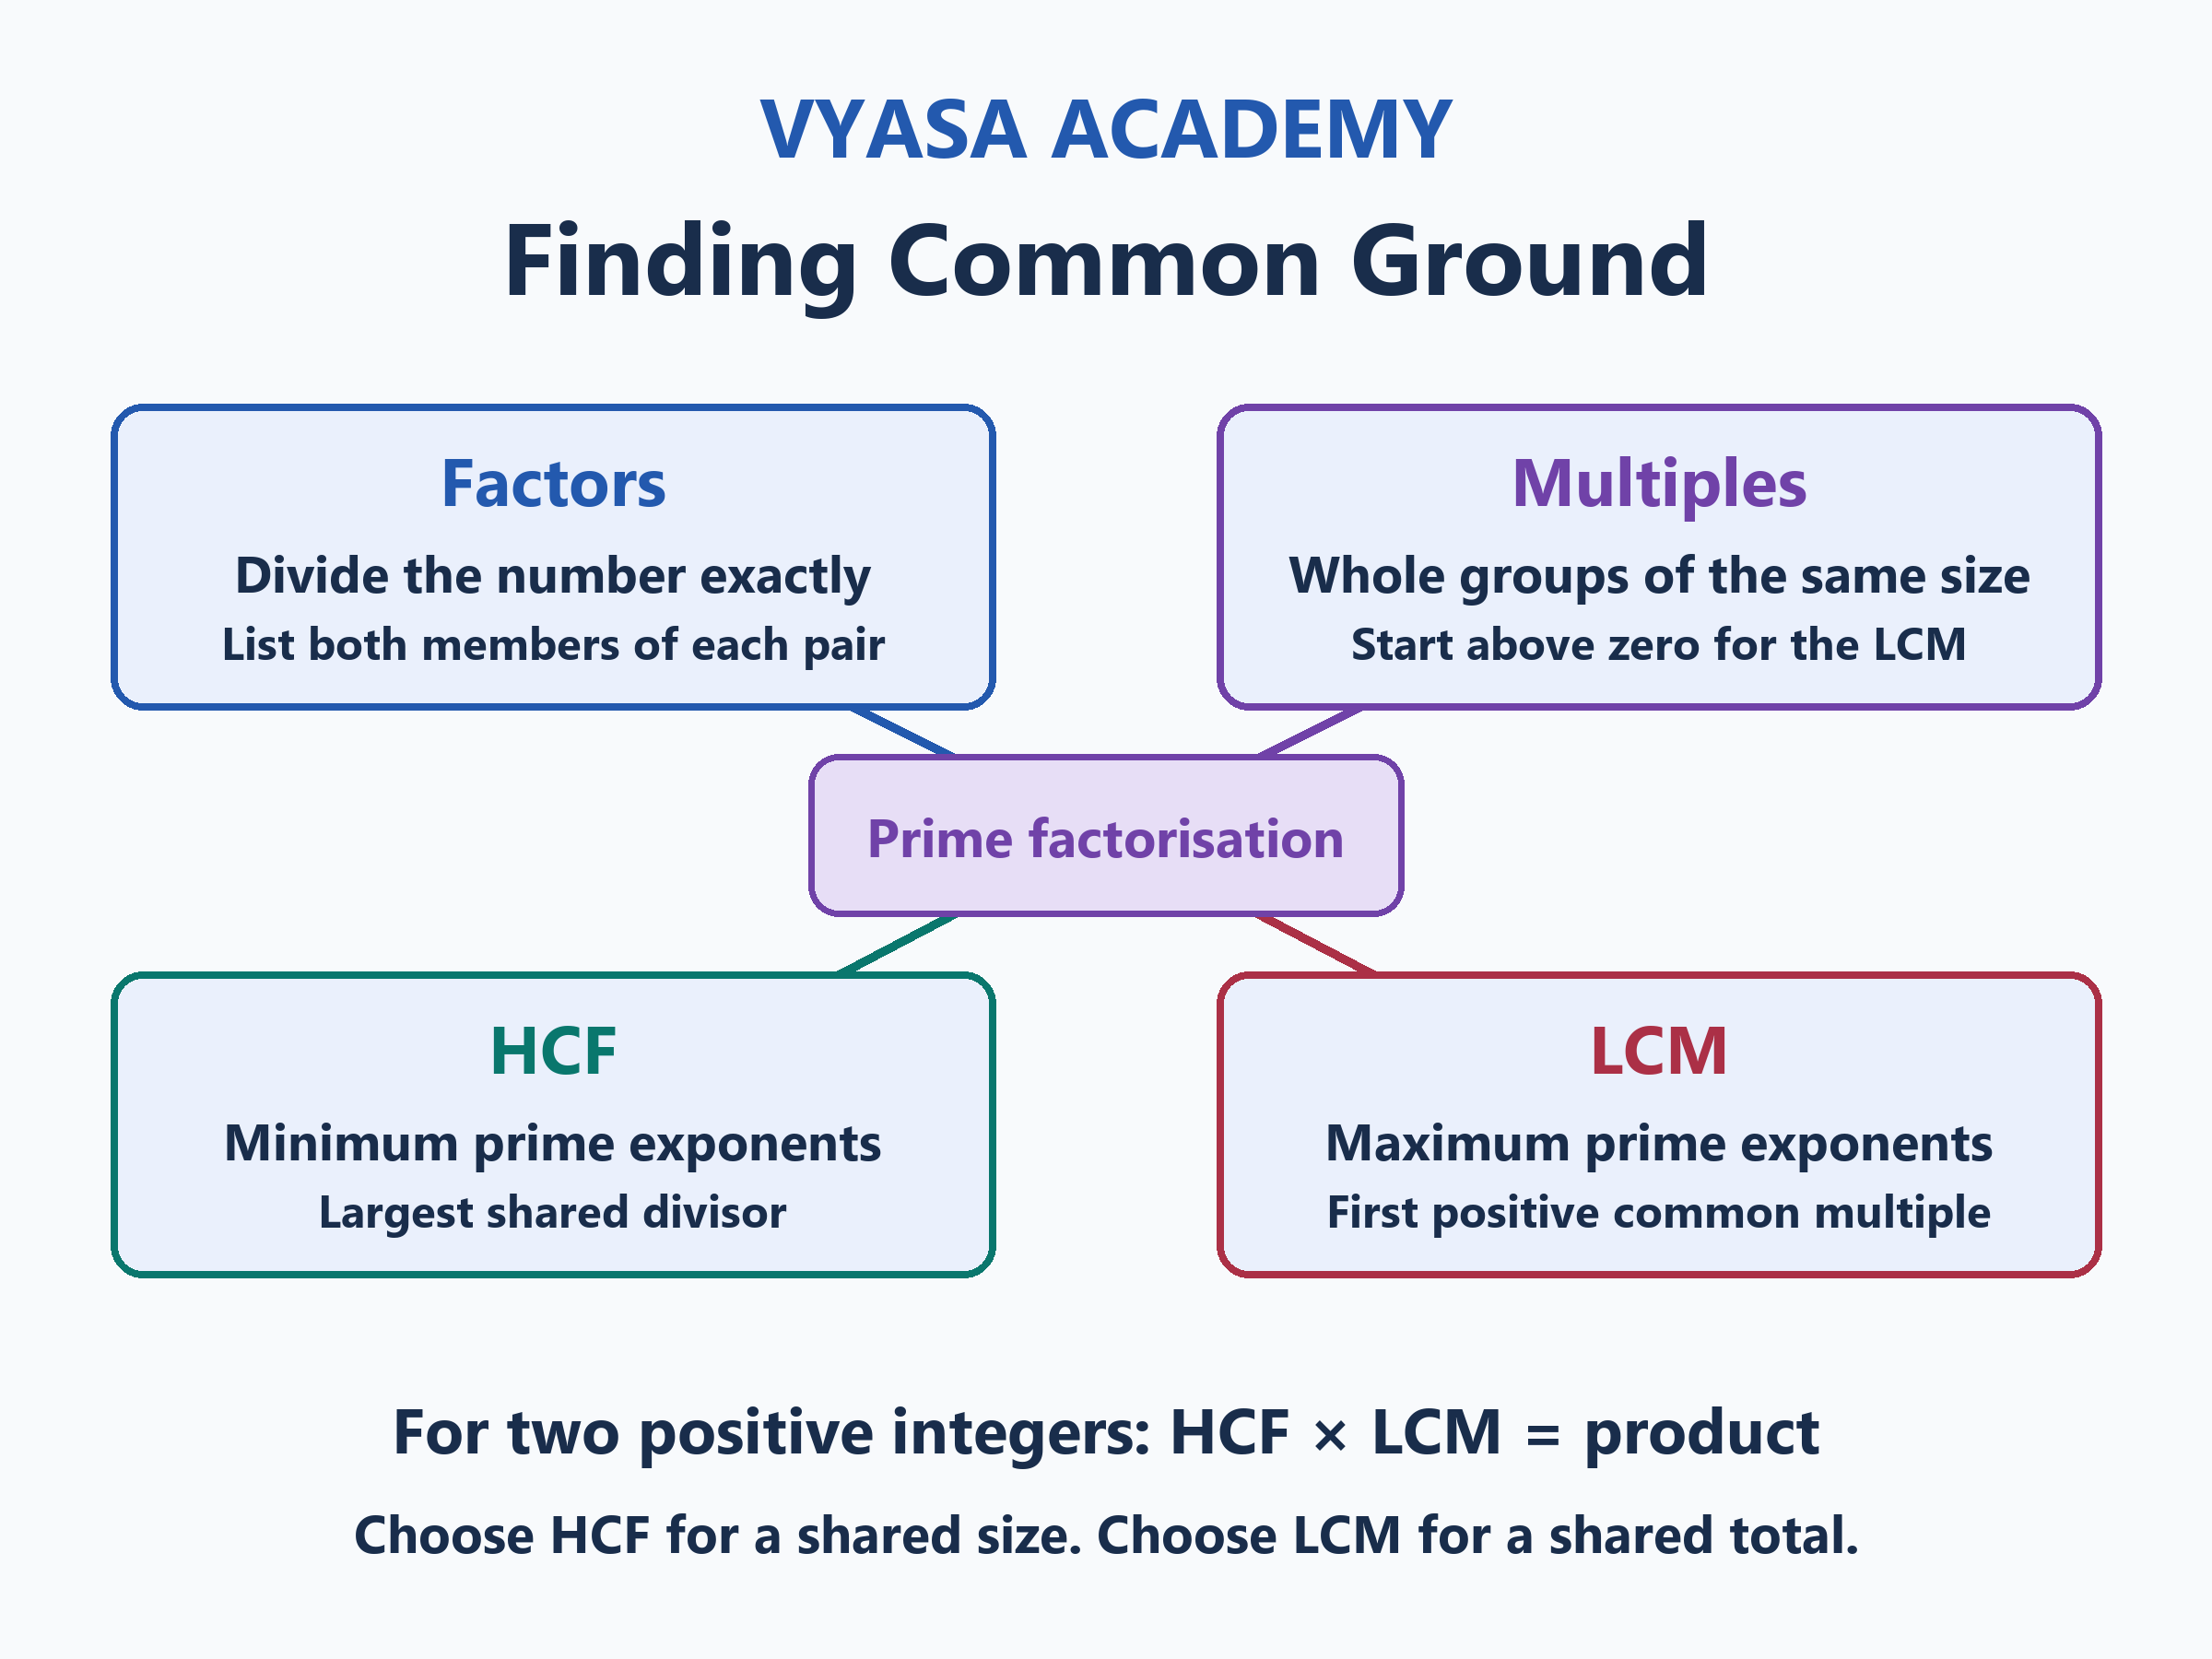 VYASA ACADEMY
Finding Common Ground
Factors
Divide the number exactly
List both members of each pair
Multiples
Whole groups of the same size
Start above zero for the LCM
Prime factorisation
HCF
Minimum prime exponents
Largest shared divisor
LCM
Maximum prime exponents
First positive common multiple
For two positive integers: HCF × LCM = product
Choose HCF for a shared size. Choose LCM for a shared total.